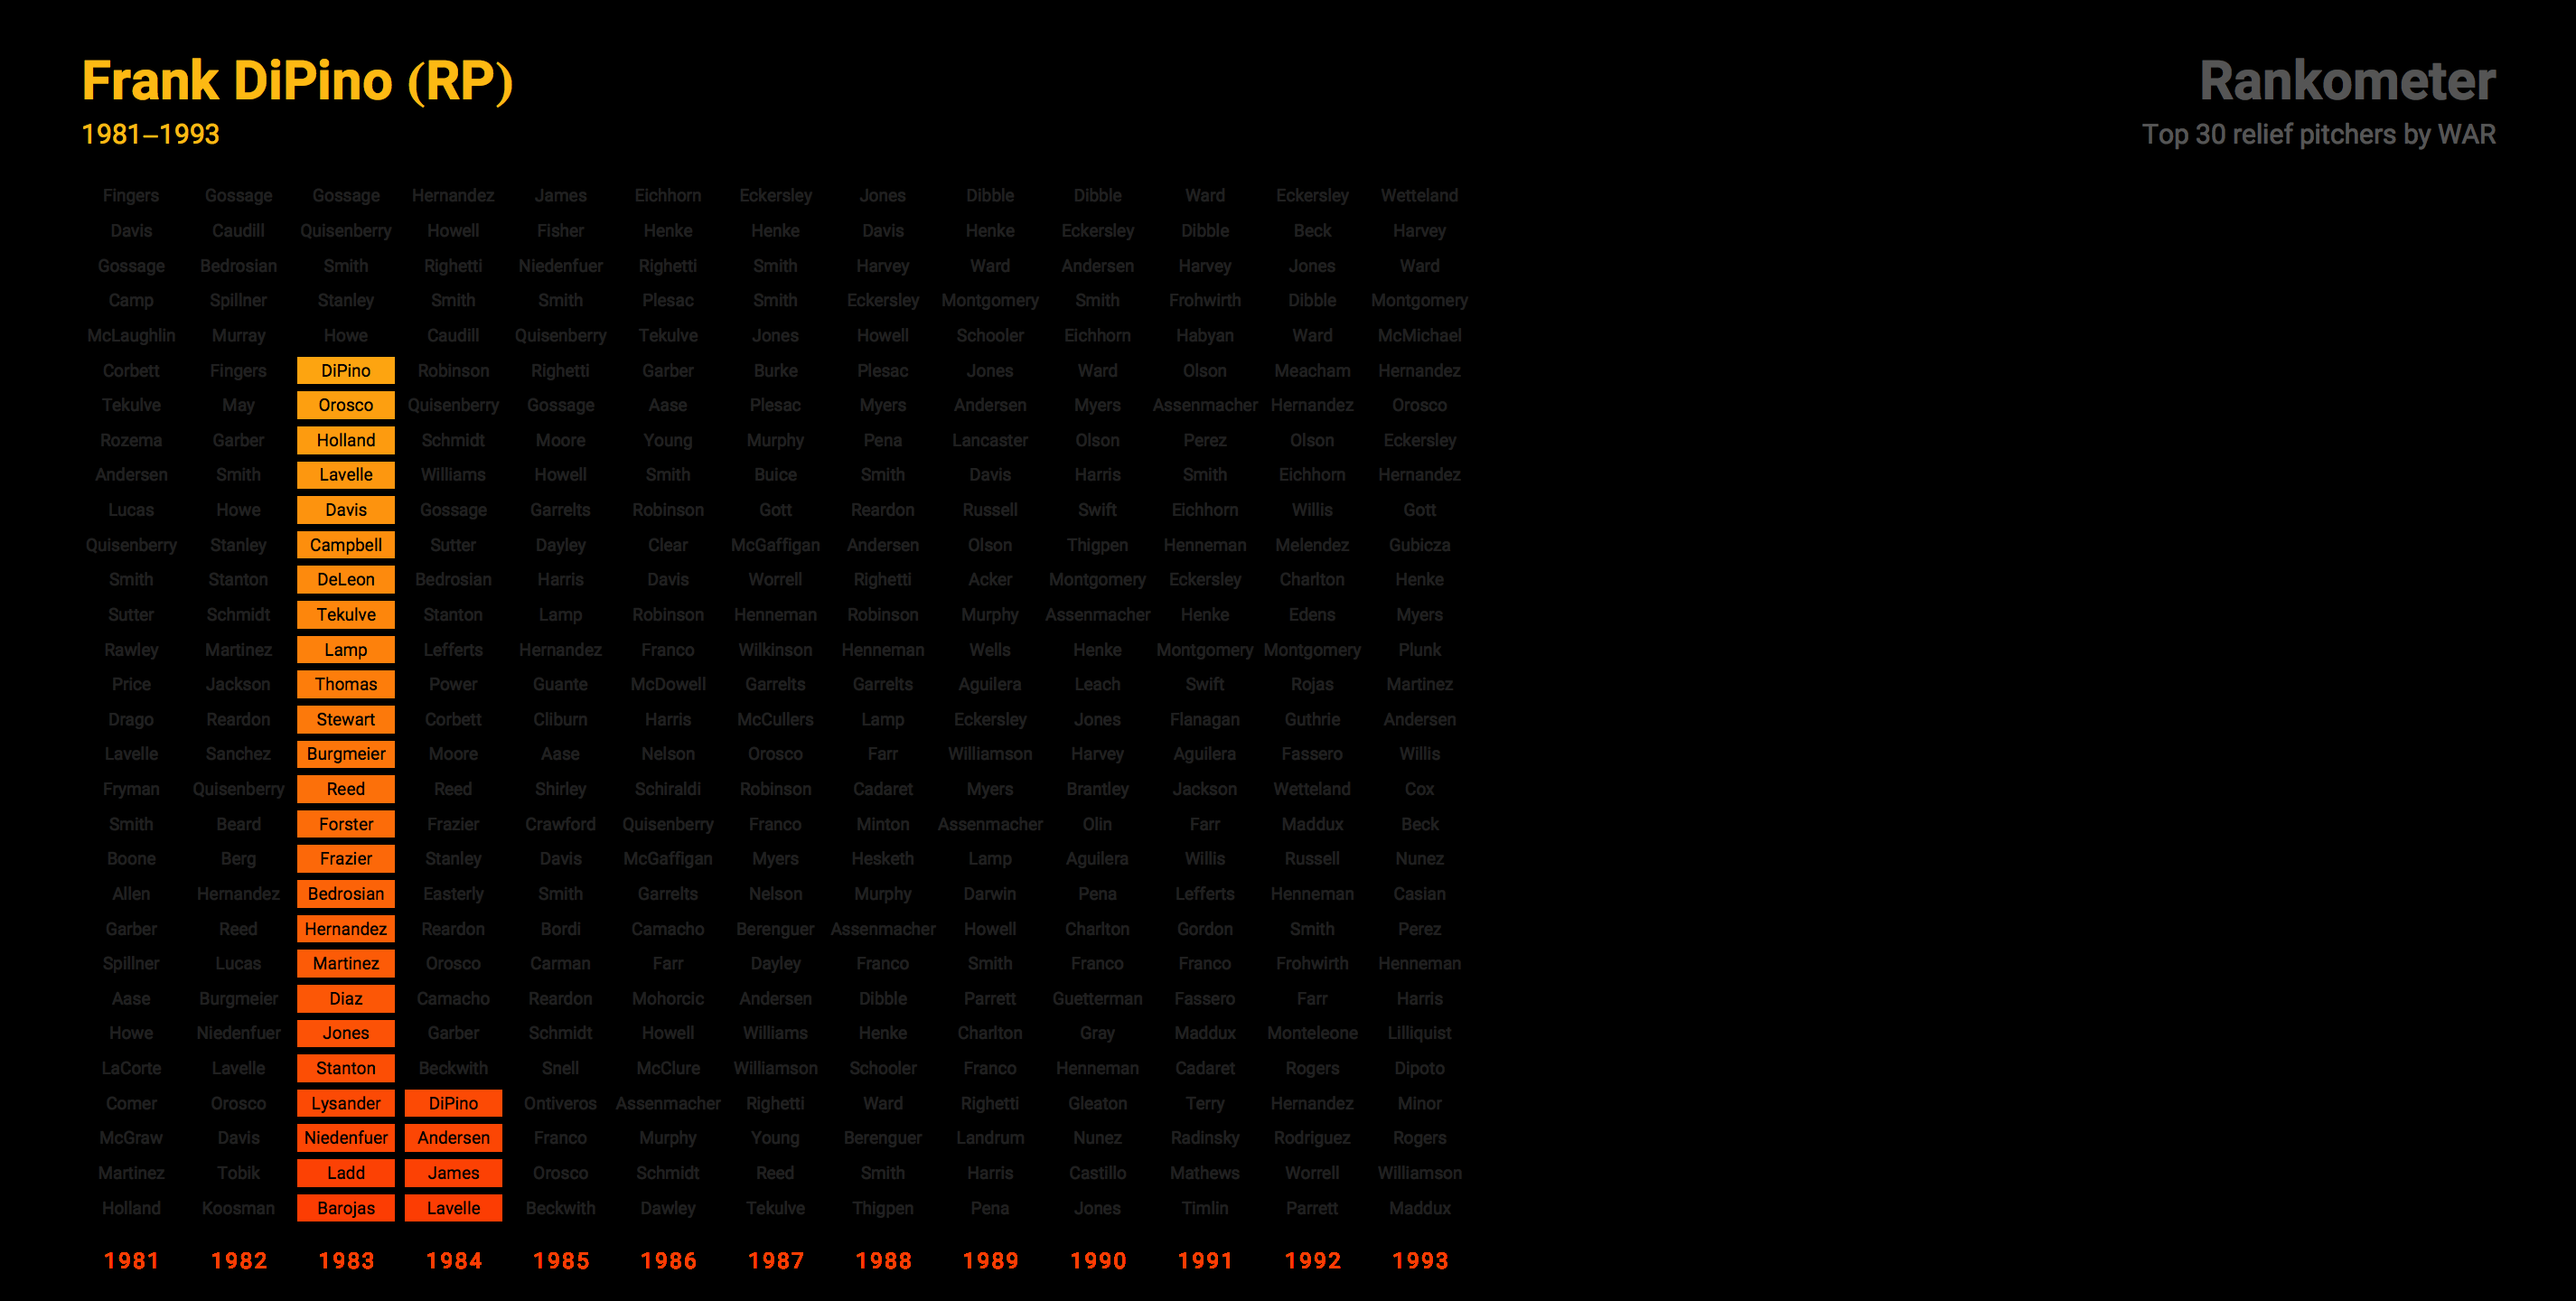 Frank DiPino (RP)
1981–1993
Rankometer
Top 30 relief pitchers by WAR
Fingers Gossage Gossage Hernandez James Eichhorn Eckersley Jones Dibble Dibble Ward Eckersley Wetteland
Davis Caudill Quisenberry Howell Fisher Henke Henke Davis Henke Eckersley Dibble Beck Harvey
Gossage Bedrosian Smith Righetti Niedenfuer Righetti Smith Harvey Ward Andersen Harvey Jones Ward
Camp Spillner Stanley Smith Smith Plesac Smith Eckersley Montgomery Smith Frohwirth Dibble Montgomery
McLaughlin Murray Howe Caudill Quisenberry Tekulve Jones Howell Schooler Eichhorn Habyan Ward McMichael
Corbett Fingers DiPino Robinson Righetti Garber Burke Plesac Jones Ward Olson Meacham Hernandez
Tekulve May Orosco Quisenberry Gossage Aase Plesac Myers Andersen Myers Assenmacher Hernandez Orosco
Rozema Garber Holland Schmidt Moore Young Murphy Pena Lancaster Olson Perez Olson Eckersley
Andersen Smith Lavelle Williams Howell Smith Buice Smith Davis Harris Smith Eichhorn Hernandez
Lucas Howe Davis Gossage Garrelts Robinson Gott Reardon Russell Swift Eichhorn Willis Gott
Quisenberry Stanley Campbell Sutter Dayley Clear McGaffigan Andersen Olson Thigpen Henneman Melendez Gubicza
Smith Stanton DeLeon Bedrosian Harris Davis Worrell Righetti Acker Montgomery Eckersley Charlton Henke
Sutter Schmidt Tekulve Stanton Lamp Robinson Henneman Robinson Murphy Assenmacher Henke Edens Myers
Rawley Martinez Lamp Lefferts Hernandez Franco Wilkinson Henneman Wells Henke Montgomery Montgomery Plunk
Price Jackson Thomas Power Guante McDowell Garrelts Garrelts Aguilera Leach Swift Rojas Martinez
Drago Reardon Stewart Corbett Cliburn Harris McCullers Lamp Eckersley Jones Flanagan Guthrie Andersen
Lavelle Sanchez Burgmeier Moore Aase Nelson Orosco Farr Williamson Harvey Aguilera Fassero Willis
Fryman Quisenberry Reed Reed Shirley Schiraldi Robinson Cadaret Myers Brantley Jackson Wetteland Cox
Smith Beard Forster Frazier Crawford Quisenberry Franco Minton Assenmacher Olin Farr Maddux Beck
Boone Berg Frazier Stanley Davis McGaffigan Myers Hesketh Lamp Aguilera Willis Russell Nunez
Allen Hernandez Bedrosian Easterly Smith Garrelts Nelson Murphy Darwin Pena Lefferts Henneman Casian
Garber Reed Hernandez Reardon Bordi Camacho Berenguer Assenmacher Howell Charlton Gordon Smith Perez
Spillner Lucas Martinez Orosco Carman Farr Dayley Franco Smith Franco Franco Frohwirth Henneman
Aase Burgmeier Diaz Camacho Reardon Mohorcic Andersen Dibble Parrett Guetterman Fassero Farr Harris
Howe Niedenfuer Jones Garber Schmidt Howell Williams Henke Charlton Gray Maddux Monteleone Lilliquist
LaCorte Lavelle Stanton Beckwith Snell McClure Williamson Schooler Franco Henneman Cadaret Rogers Dipoto
Comer Orosco Lysander DiPino Ontiveros Assenmacher Righetti Ward Righetti Gleaton Terry Hernandez Minor
McGraw Davis Niedenfuer Andersen Franco Murphy Young Berenguer Landrum Nunez Radinsky Rodriguez Rogers
Martinez Tobik Ladd James Orosco Schmidt Reed Smith Harris Castillo Mathews Worrell Williamson
Holland Koosman Barojas Lavelle Beckwith Dawley Tekulve Thigpen Pena Jones Timlin Parrett Maddux
1981 1982 1983 1984 1985 1986 1987 1988 1989 1990 1991 1992 1993